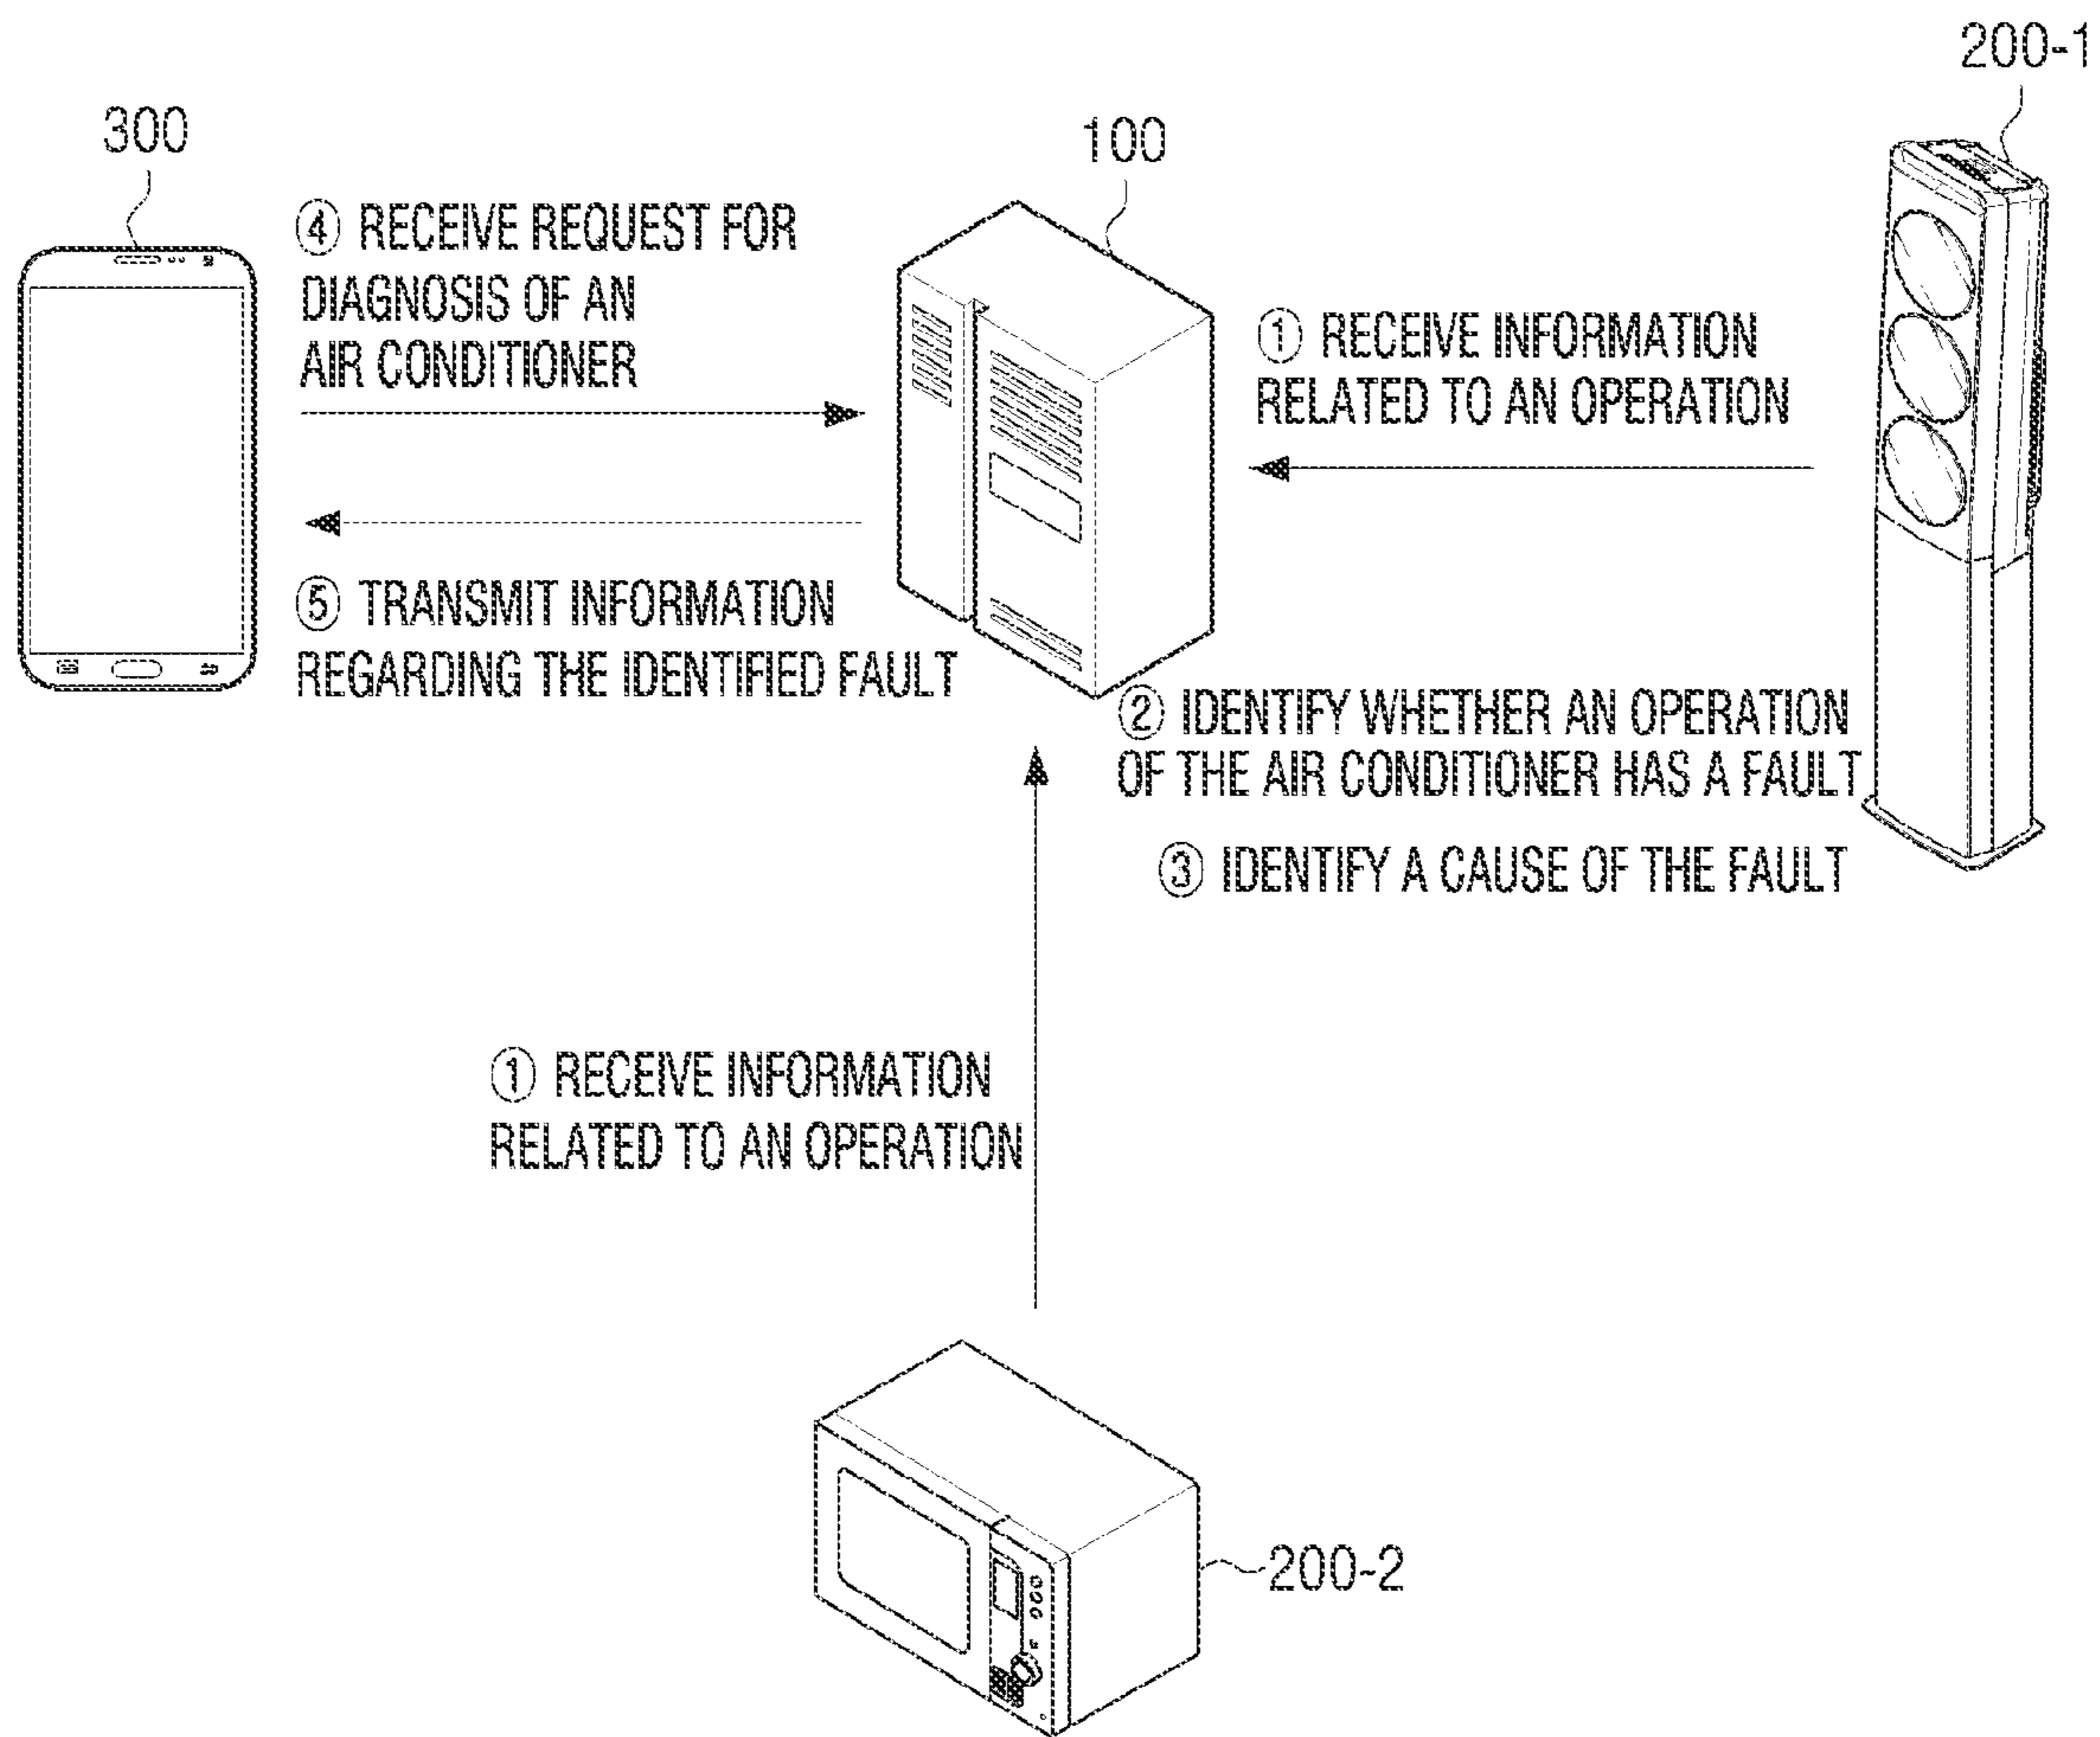 200-1
300
100
④ RECEIVE REQUEST FOR
DIAGNOSIS OF AN
AIR CONDITIONER
① RECEIVE INFORMATION
RELATED TO AN OPERATION
⑤ TRANSMIT INFORMATION
REGARDING THE IDENTIFIED FAULT
② IDENTIFY WHETHER AN OPERATION
OF THE AIR CONDITIONER HAS A FAULT
③ IDENTIFY A CAUSE OF THE FAULT
① RECEIVE INFORMATION
RELATED TO AN OPERATION
200-2